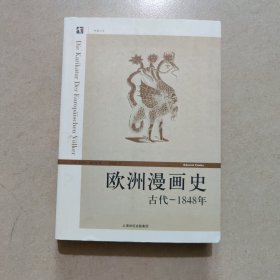 Die Karikatur Der Europäischen Völker
欧洲漫画史
古代-1848年